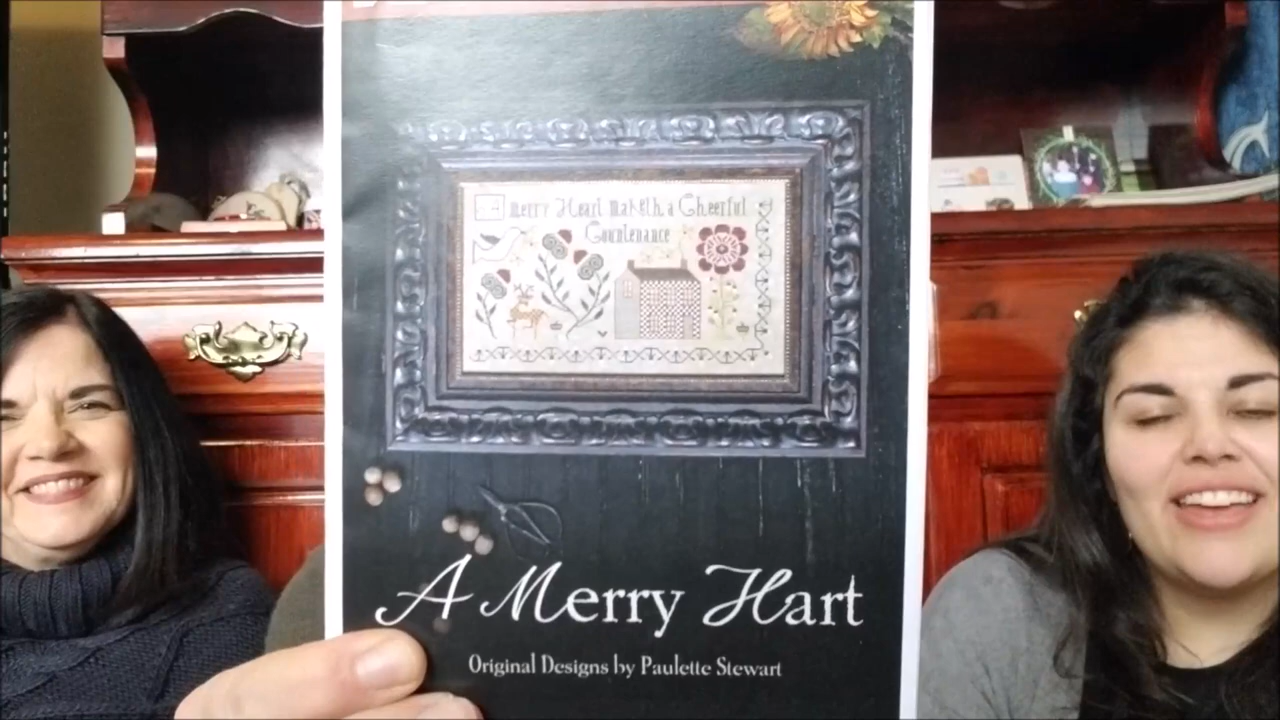 A merry Heart maketh a Cheerful
Countenance
A Merry Hart
Original Designs by Paulette Stewart